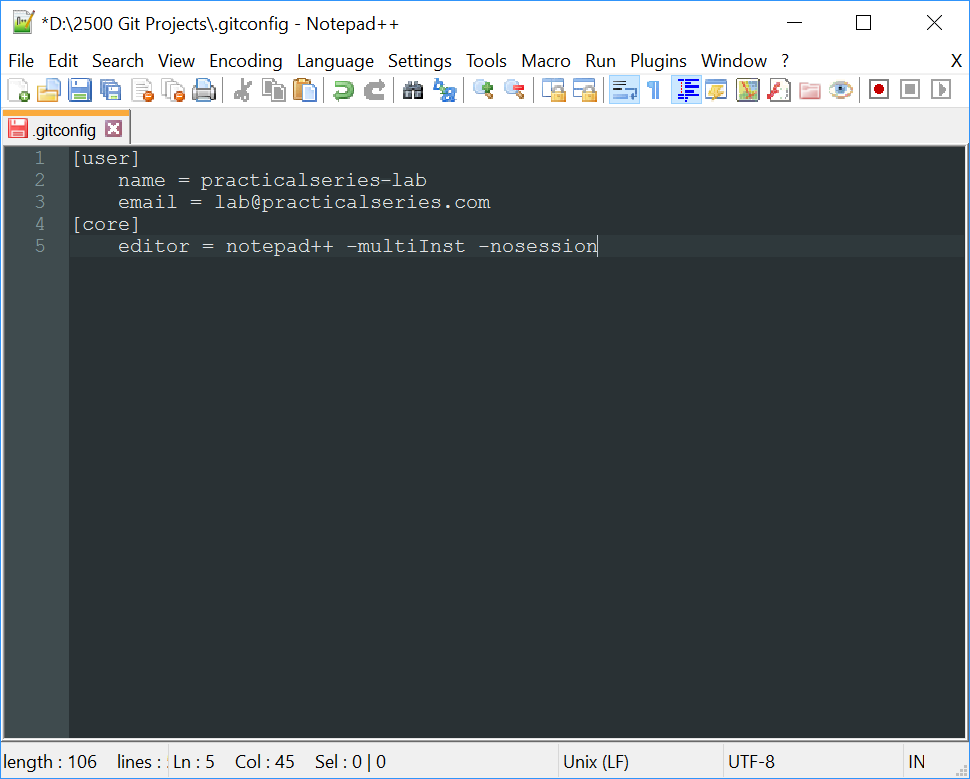 *D:\2500 Git Projects\.gitconfig - Notepad++
File Edit Search View Encoding Language Settings Tools Macro Run Plugins Window ? X
.gitconfig
1 [user]
2 name = practicalseries-lab
3 email = lab@practicalseries.com
4 [core]
5 editor = notepad++ -multiInst -nosession
length : 106 lines : Ln : 5 Col : 45 Sel : 0 | 0 Unix (LF) UTF-8 IN